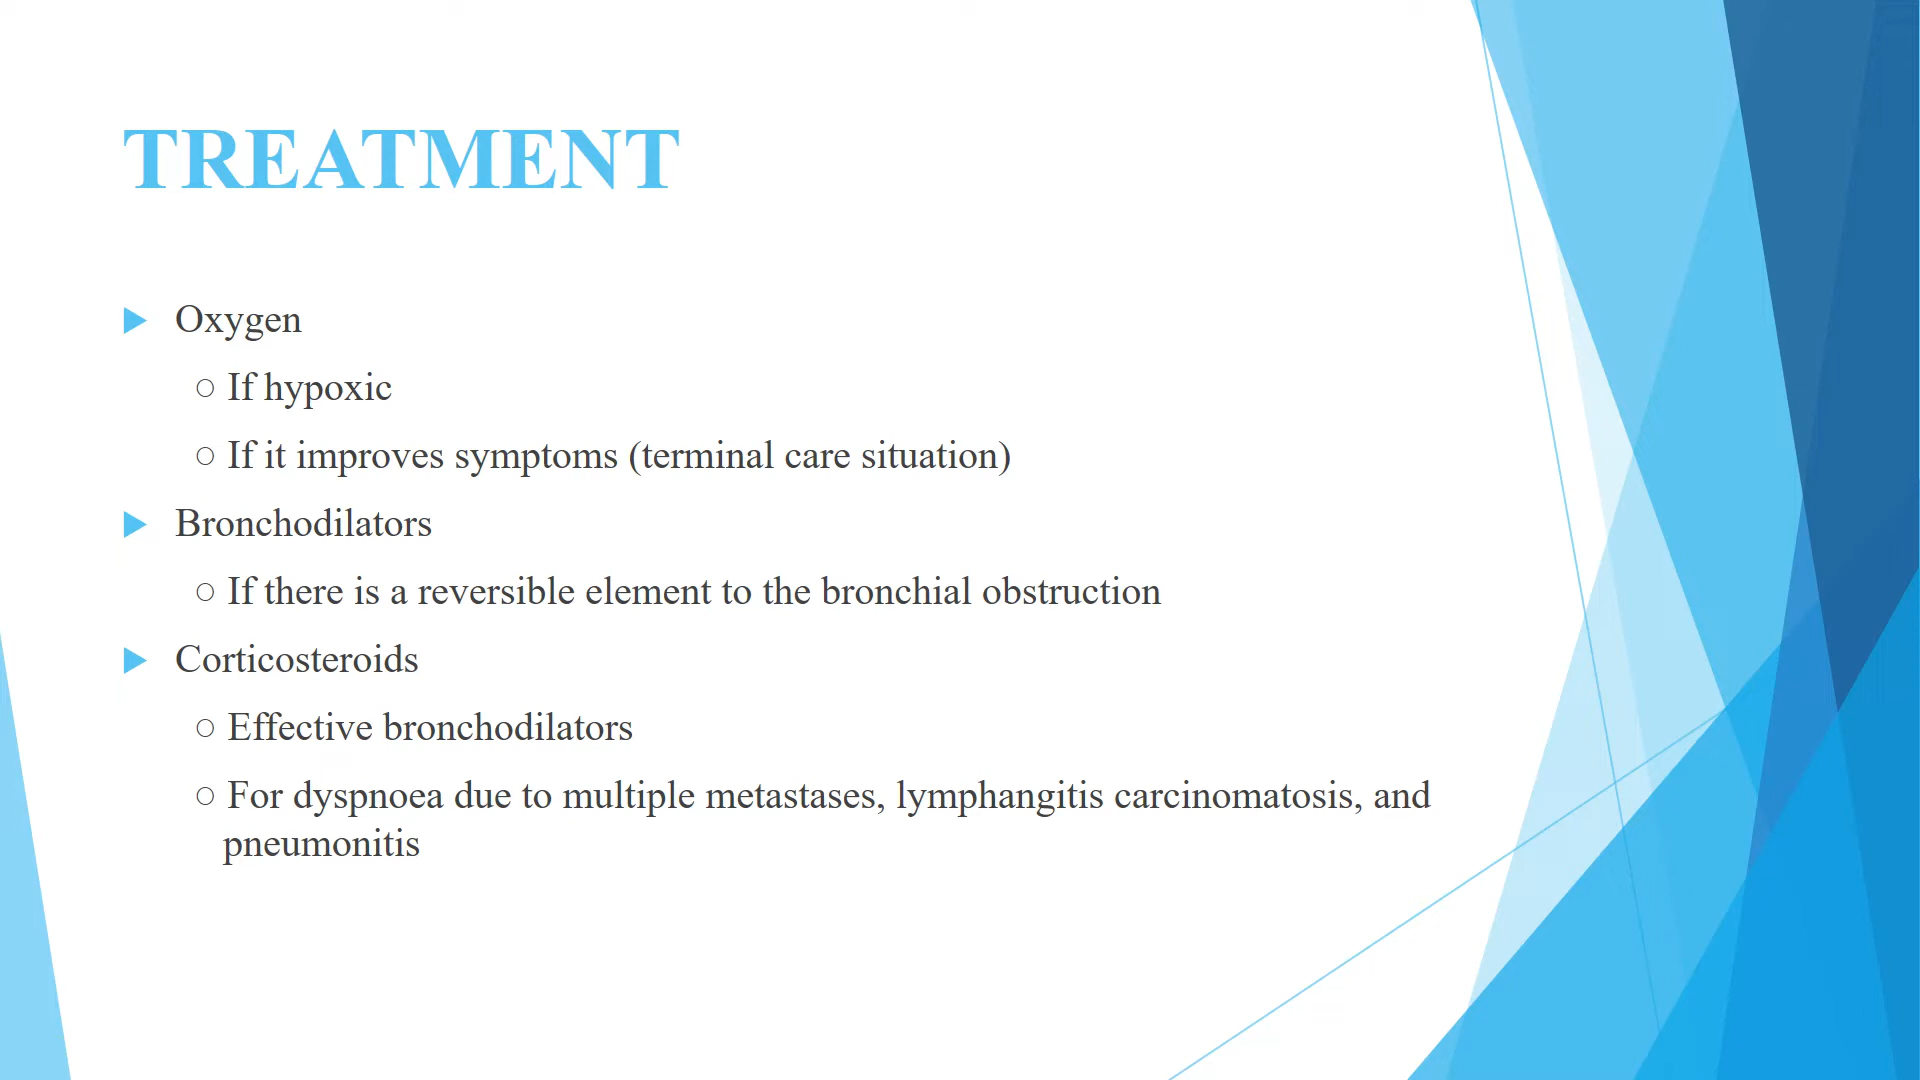 TREATMENT
Oxygen
○ If hypoxic
○ If it improves symptoms (terminal care situation)
Bronchodilators
○ If there is a reversible element to the bronchial obstruction
Corticosteroids
○ Effective bronchodilators
○ For dyspnoea due to multiple metastases, lymphangitis carcinomatosis, and
pneumonitis